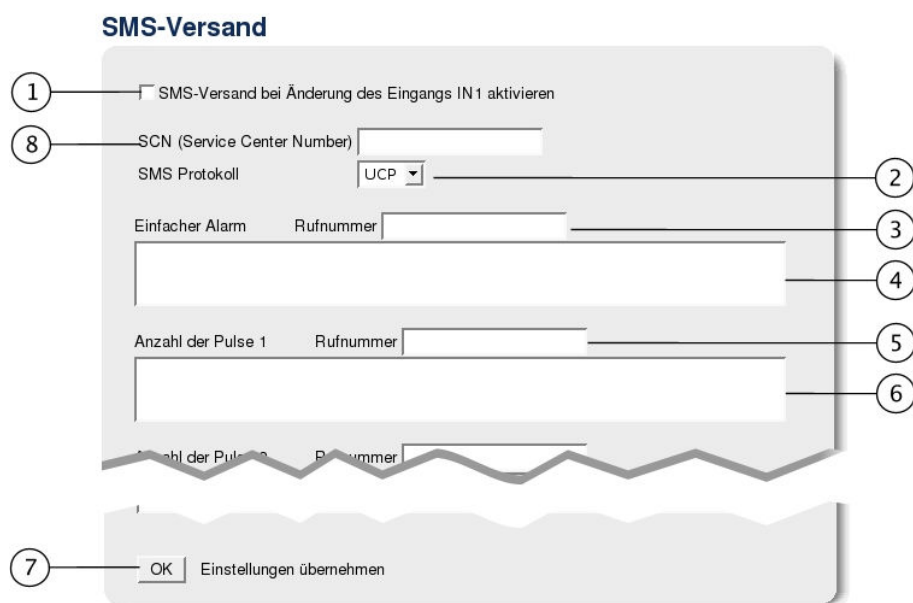 SMS-Versand
1 SMS-Versand bei Änderung des Eingangs IN1 aktivieren
8 SCN (Service Center Number)
SMS Protokoll UCP 2
Einfacher Alarm Rufnummer 3
4
Anzahl der Pulse 1 Rufnummer 5
6
der
7 OK Einstellungen übernehmen